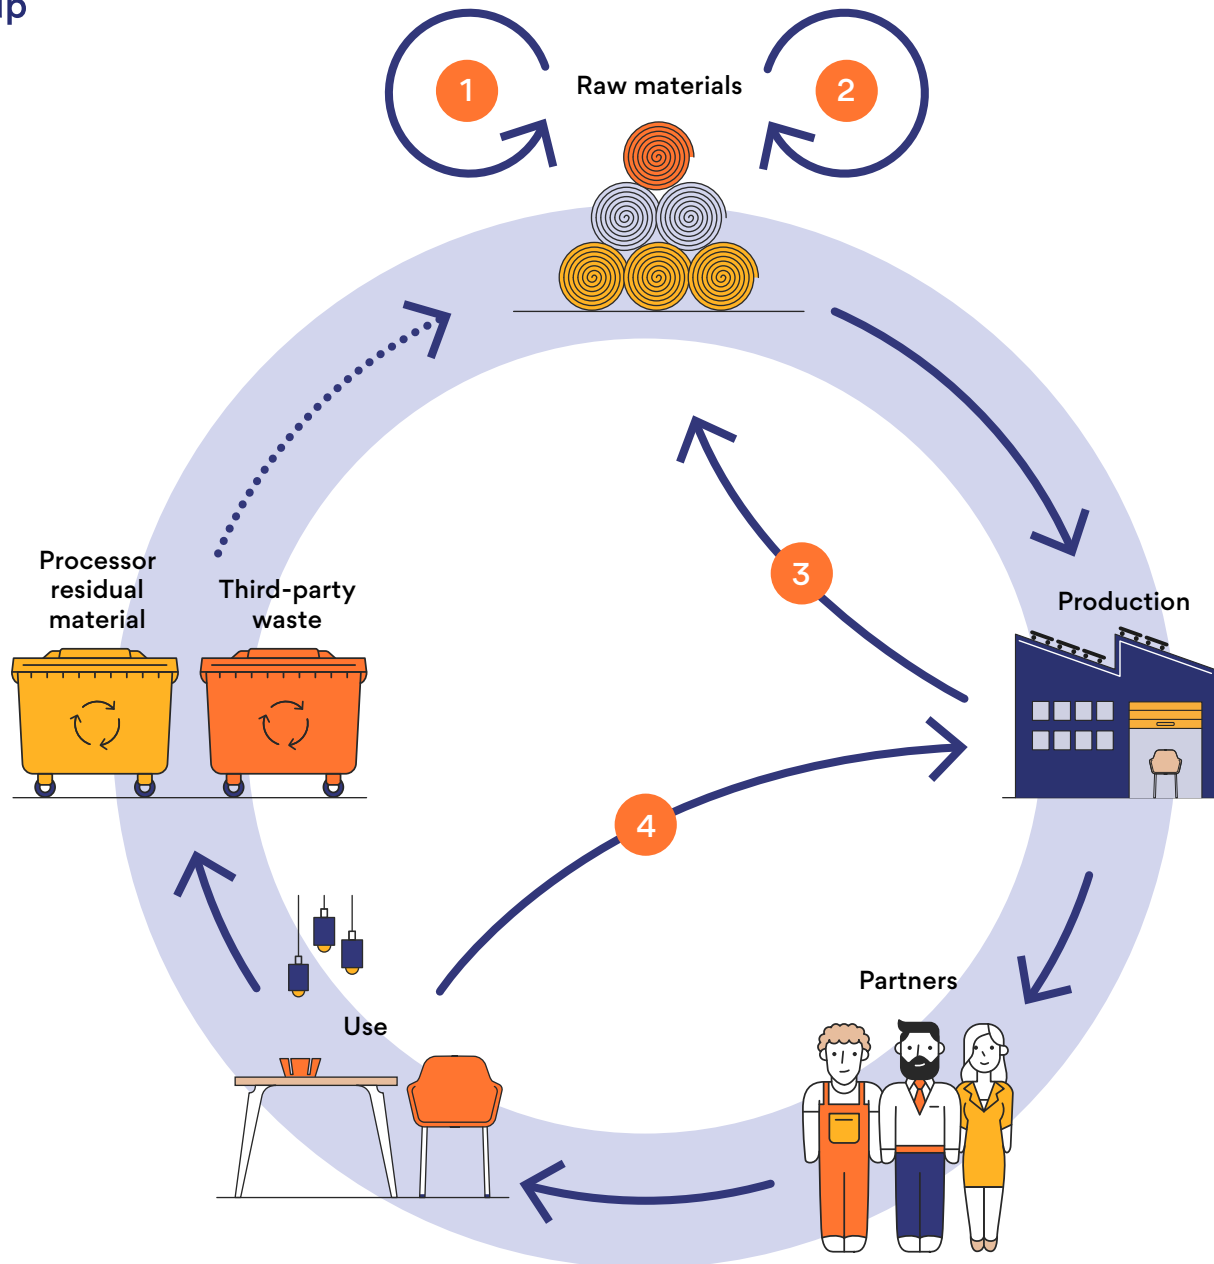 1
Raw materials
2
3
Processor
residual
material
Third-party
waste
Production
4
Partners
Use